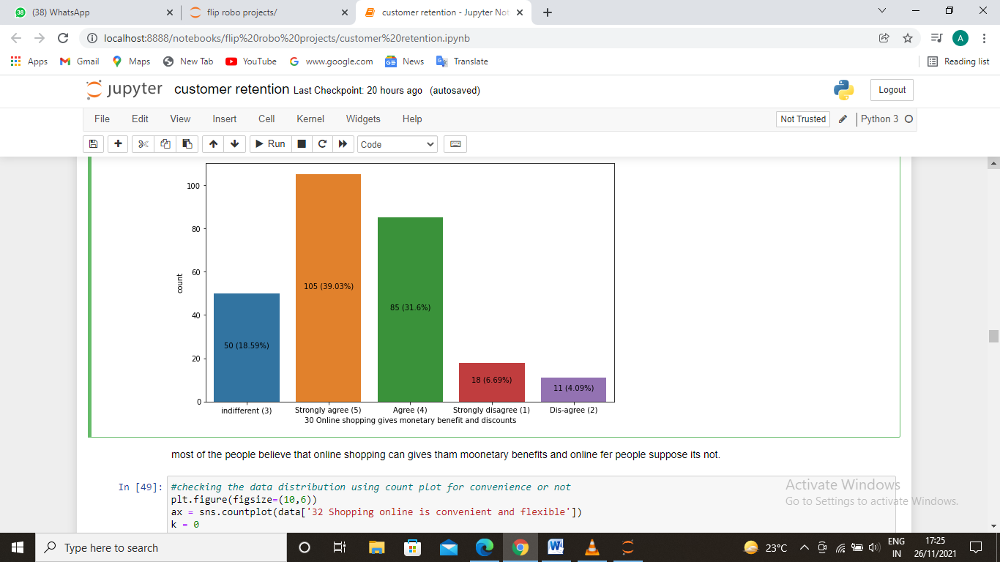 38 (38) WhatsApp
flip robo projects/
customer retention - Jupyter Not
localhost:8888/notebooks/flip%20robo%20projects/customer%20retention.ipynb
A
Apps Gmail Maps New Tab YouTube www.google.com News Translate Reading list
jupyter customer retention Last Checkpoint: 20 hours ago (autosaved) Logout
File Edit View Insert Cell Kernel Widgets Help Not Trusted Python 3
Run Code
100
80
60
40
20
0
count
50 (18.59%)
105 (39.03%)
85 (31.6%)
18 (6.69%)
11 (4.09%)
indifferent (3) Strongly agree (5) Agree (4) Strongly disagree (1) Dis-agree (2)
30 Online shopping gives monetary benefit and discounts
most of the people believe that online shopping can gives tham moonetary benefits and online fer people suppose its not.
In [49]: #checking the data distribution using count plot for convenience or not
plt.figure(figsize=(10,6))
ax = sns.countplot(data['32 Shopping online is convenient and flexible'])
k = 0
Activate Windows
Go to Settings to activate Windows.
Type here to search
W
23°C
ENG
IN
17:25
26/11/2021